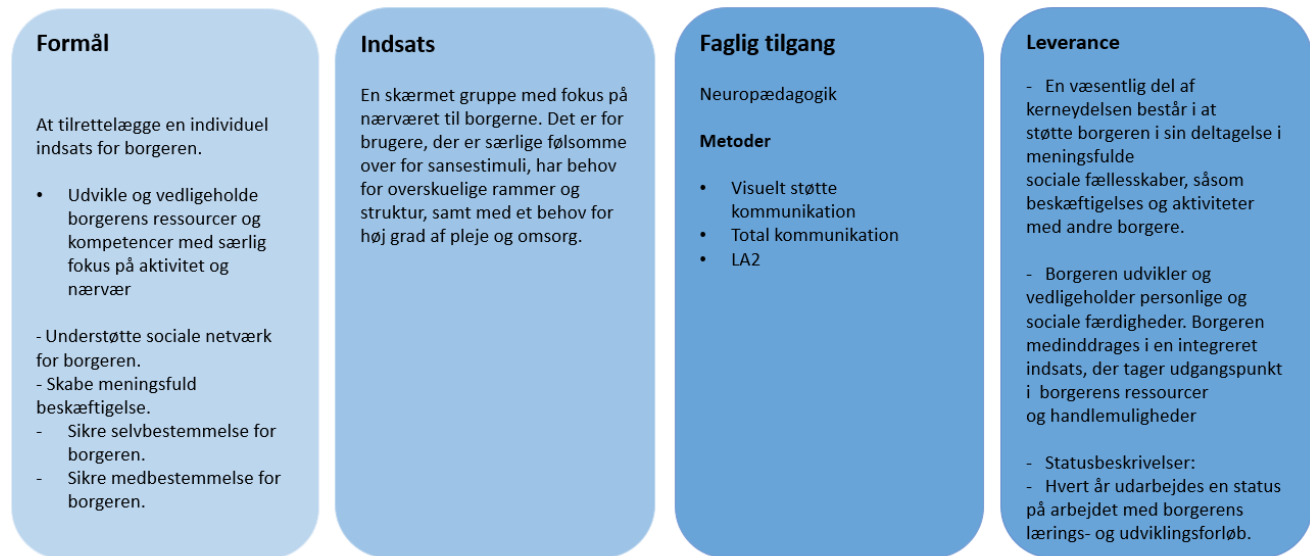 Formål
At tilrettelægge en individuel
indsats for borgeren.
• Udvikle og vedligeholde
borgerens ressourcer og
kompetencer med særlig
fokus på aktivitet og
nærvær
- Understøtte sociale netværk
for borgeren.
- Skabe meningsfuld
beskæftigelse.
- Sikre selvbestemmelse for
borgeren.
- Sikre medbestemmelse for
borgeren.
Indsats
En skærmet gruppe med fokus på
nærværet til borgerne. Det er for
brugere, der er særlige følsomme
over for sansestimuli, har behov
for overskuelige rammer og
struktur, samt med et behov for
høj grad af pleje og omsorg.
Faglig tilgang
Neuropædagogik
Metoder
• Visuelt støtte
kommunikation
• Total kommunikation
• LA2
Leverance
- En væsentlig del af
kerneydelsen består i at
støtte borgeren i sin deltagelse i
meningsfulde
sociale fællesskaber, såsom
beskæftigelses og aktiviteter
med andre borgere.
- Borgeren udvikler og
vedligeholder personlige og
sociale færdigheder. Borgeren
medinddrages i en integreret
indsats, der tager udgangspunkt
i borgerens ressourcer
og handlemuligheder
- Statusbeskrivelser:
- Hvert år udarbejdes en status
på arbejdet med borgerens
lærings- og udviklingsforløb.